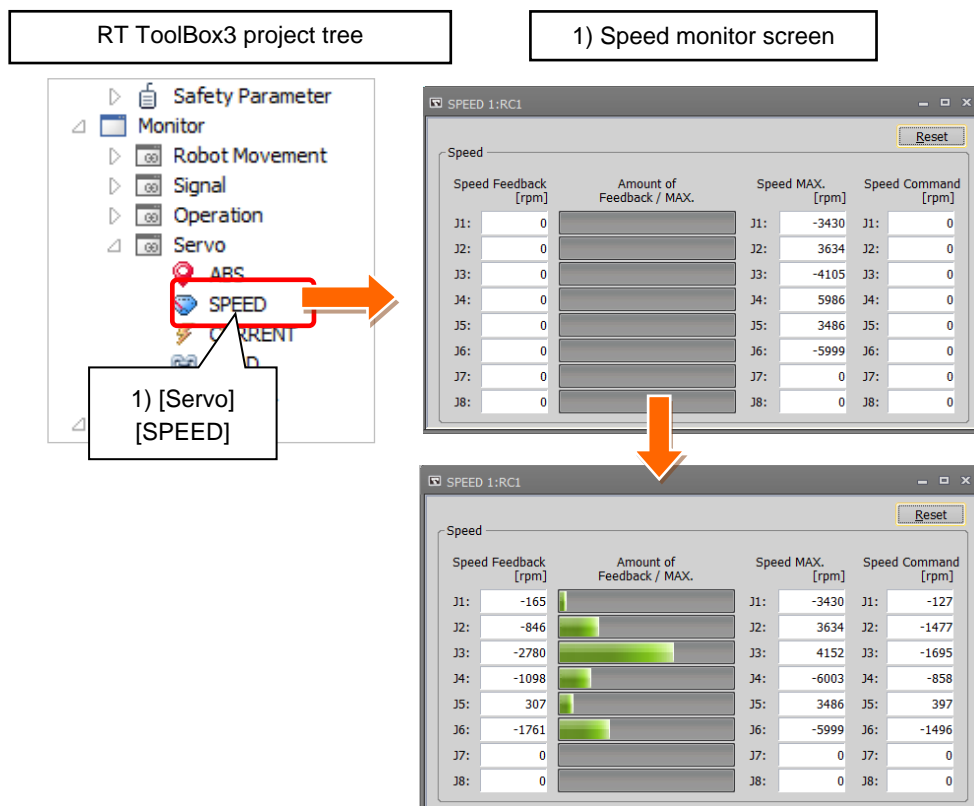 RT ToolBox3 project tree
1) Speed monitor screen
Safety Parameter
Monitor
Robot Movement
Signal
Operation
Servo
ABS
SPEED
1) [Servo]
[SPEED]
SPEED 1:RC1
Reset
Speed
Speed Feedback [rpm] Amount of Feedback / MAX. Speed MAX. [rpm] Speed Command [rpm]
J1: 0 J1: -3430 J1: 0
J2: 0 J2: 3634 J2: 0
J3: 0 J3: -4105 J3: 0
J4: 0 J4: 5986 J4: 0
J5: 0 J5: 3486 J5: 0
J6: 0 J6: -5999 J6: 0
J7: 0 J7: 0 J7: 0
J8: 0 J8: 0 J8: 0
SPEED 1:RC1
Reset
Speed
Speed Feedback [rpm] Amount of Feedback / MAX. Speed MAX. [rpm] Speed Command [rpm]
J1: -165 J1: -3430 J1: -127
J2: -846 J2: 3634 J2: -1477
J3: -2780 J3: 4152 J3: -1695
J4: -1098 J4: -6003 J4: -858
J5: 307 J5: 3486 J5: 397
J6: -1761 J6: -5999 J6: -1496
J7: 0 J7: 0 J7: 0
J8: 0 J8: 0 J8: 0